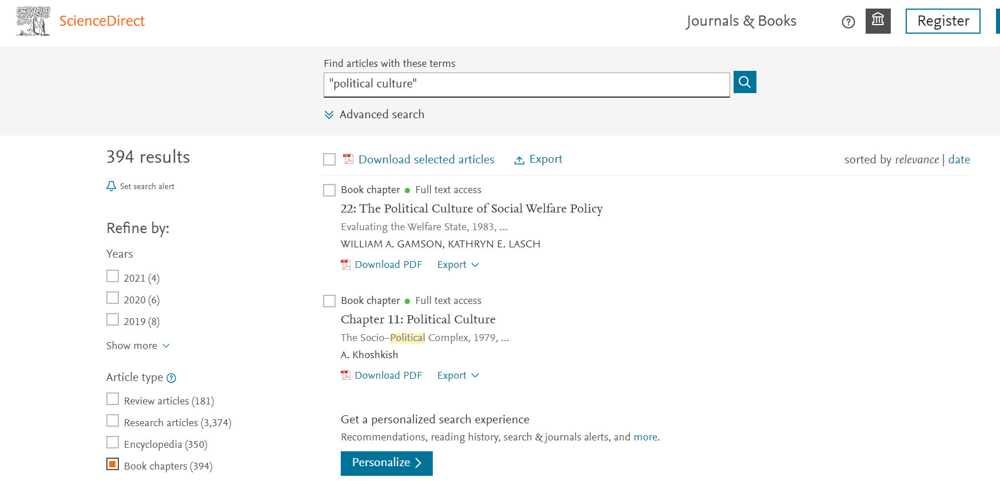 ScienceDirect
Journals & Books
?
Register
Find articles with these terms
"political culture"
Advanced search
394 results
Set search alert
Refine by:
Years
2021 (4)
2020 (6)
2019 (8)
Show more
Article type ?
Review articles (181)
Research articles (3,374)
Encyclopedia (350)
Book chapters (394)
Download selected articles
Export
sorted by relevance | date
Book chapter ● Full text access
22: The Political Culture of Social Welfare Policy
Evaluating the Welfare State, 1983, ...
WILLIAM A. GAMSON, KATHRYN E. LASCH
Download PDF Export
Book chapter ● Full text access
Chapter 11: Political Culture
The Socio–Political Complex, 1979, ...
A. Khoshkish
Download PDF Export
Get a personalized search experience
Recommendations, reading history, search & journals alerts, and more.
Personalize